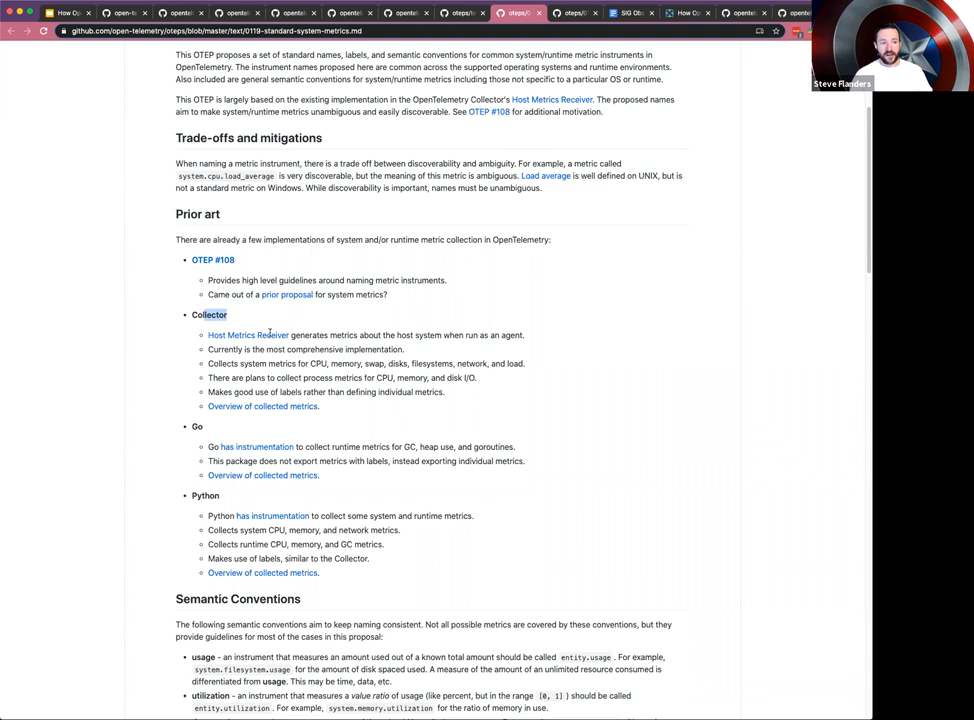 How Op
open-te
opentele
opentele
opentele
opentele
opentele
oteps/te
oteps/0
oteps/0
SIG Obs
How Op
opentele
opente
github.com/open-telemetry/oteps/blob/master/text/0119-standard-system-metrics.md
Steve Flanders
This OTEP proposes a set of standard names, labels, and semantic conventions for common system/runtime metric instruments in
OpenTelemetry. The instrument names proposed here are common across the supported operating systems and runtime environments.
Also included are general semantic conventions for system/runtime metrics including those not specific to a particular OS or runtime.
This OTEP is largely based on the existing implementation in the OpenTelemetry Collector's Host Metrics Receiver. The proposed names
aim to make system/runtime metrics unambiguous and easily discoverable. See OTEP #108 for additional motivation.
Trade-offs and mitigations
When naming a metric instrument, there is a trade off between discoverability and ambiguity. For example, a metric called
system.cpu.load_average is very discoverable, but the meaning of this metric is ambiguous. Load average is well defined on UNIX, but is
not a standard metric on Windows. While discoverability is important, names must be unambiguous.
Prior art
There are already a few implementations of system and/or runtime metric collection in OpenTelemetry:
• OTEP #108
○ Provides high level guidelines around naming metric instruments.
○ Came out of a prior proposal for system metrics?
• Collector
○ Host Metrics Receiver generates metrics about the host system when run as an agent.
○ Currently is the most comprehensive implementation.
○ Collects system metrics for CPU, memory, swap, disks, filesystems, network, and load.
○ There are plans to collect process metrics for CPU, memory, and disk I/O.
○ Makes good use of labels rather than defining individual metrics.
○ Overview of collected metrics.
• Go
○ Go has instrumentation to collect runtime metrics for GC, heap use, and goroutines.
○ This package does not export metrics with labels, instead exporting individual metrics.
○ Overview of collected metrics.
• Python
○ Python has instrumentation to collect some system and runtime metrics.
○ Collects system CPU, memory, and network metrics.
○ Collects runtime CPU, memory, and GC metrics.
○ Makes use of labels, similar to the Collector.
○ Overview of collected metrics.
Semantic Conventions
The following semantic conventions aim to keep naming consistent. Not all possible metrics are covered by these conventions, but they
provide guidelines for most of the cases in this proposal:
• usage - an instrument that measures an amount used out of a known total amount should be called entity.usage. For example,
system.filesystem.usage for the amount of disk spaced used. A measure of the amount of an unlimited resource consumed is
differentiated from usage. This may be time, data, etc.
• utilization - an instrument that measures a value ratio of usage (like percent, but in the range [0, 1]) should be called
entity.utilization. For example, system.memory.utilization for the ratio of memory in use.